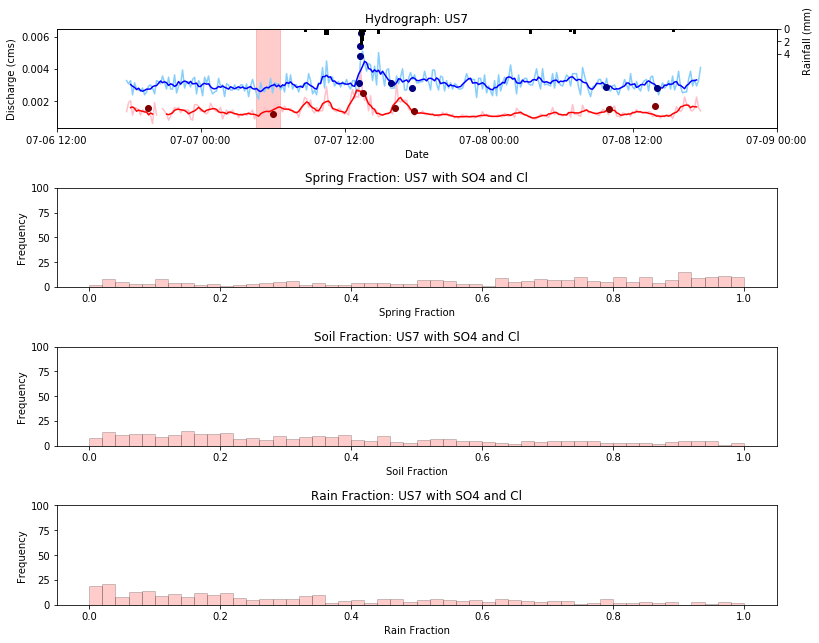 Hydrograph: US7
0.006
0.004
0.002
Discharge (cms)
0
2
4
Rainfall (mm)
07-06 12:00 07-07 00:00 07-07 12:00 07-08 00:00 07-08 12:00 07-09 00:00
Date
Spring Fraction: US7 with SO4 and Cl
100
75
50
25
0
Frequency
0.0 0.2 0.4 0.6 0.8 1.0
Spring Fraction
Soil Fraction: US7 with SO4 and Cl
100
75
50
25
0
Frequency
0.0 0.2 0.4 0.6 0.8 1.0
Soil Fraction
Rain Fraction: US7 with SO4 and Cl
100
75
50
25
0
Frequency
0.0 0.2 0.4 0.6 0.8 1.0
Rain Fraction